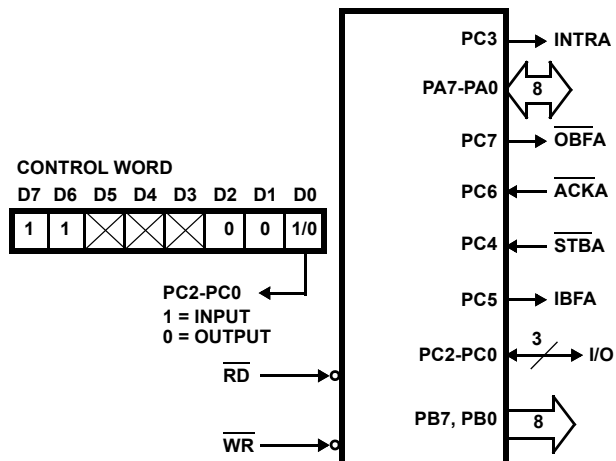 PC3 INTRA
PA7-PA0 8
PC7 OBFA
CONTROL WORD
D7 D6 D5 D4 D3 D2 D1 D0
1 1 0 0 1/0
PC6 ACKA
PC4 STBA
PC2-PC0
1 = INPUT
0 = OUTPUT
PC5 IBFA
PC2-PC0 3 I/O
RD
PB7, PB0 8
WR